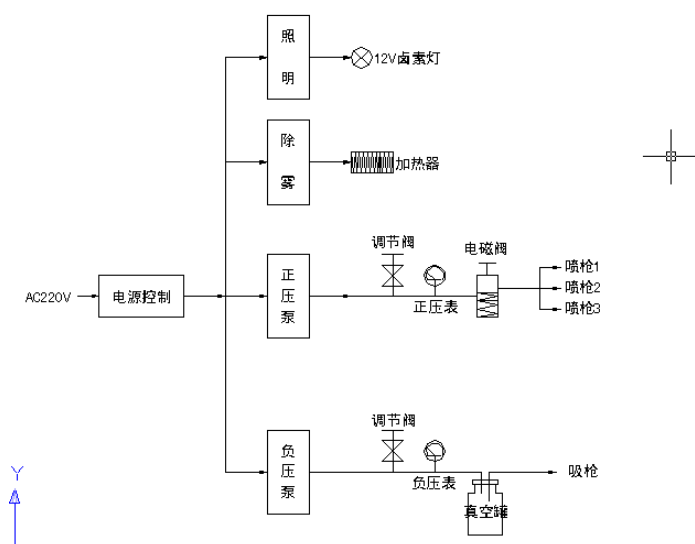 照明
12V卤素灯
除雾
加热器
调节阀
电磁阀
AC220V
电源控制
正压泵
正压表
喷枪1
喷枪2
喷枪3
调节阀
负压泵
负压表
真空罐
吸枪
Y